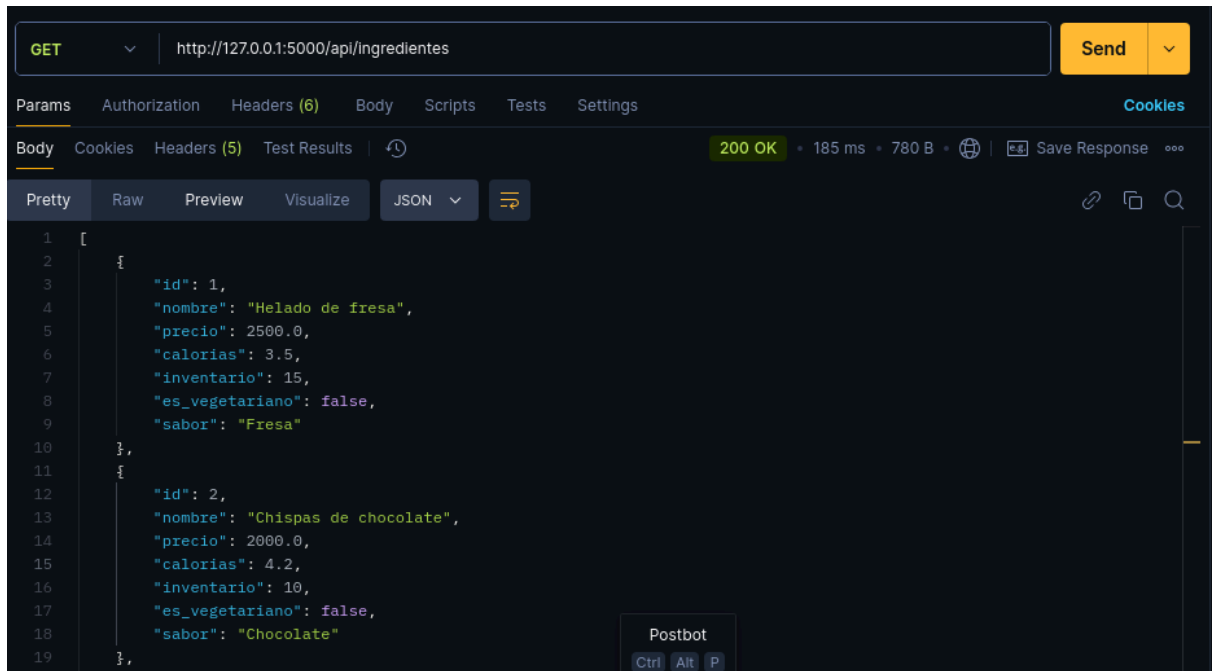 GET http://127.0.0.1:5000/api/ingredientes Send
Params Authorization Headers (6) Body Scripts Tests Settings Cookies
Body Cookies Headers (5) Test Results 200 OK • 185 ms • 780 B • e.g. Save Response
Pretty Raw Preview Visualize JSON
1 [
2 {
3 "id": 1,
4 "nombre": "Helado de fresa",
5 "precio": 2500.0,
6 "calorias": 3.5,
7 "inventario": 15,
8 "es_vegetariano": false,
9 "sabor": "Fresa"
10 },
11 {
12 "id": 2,
13 "nombre": "Chispas de chocolate",
14 "precio": 2000.0,
15 "calorias": 4.2,
16 "inventario": 10,
17 "es_vegetariano": false,
18 "sabor": "Chocolate"
19 },
Postbot
Ctrl Alt P